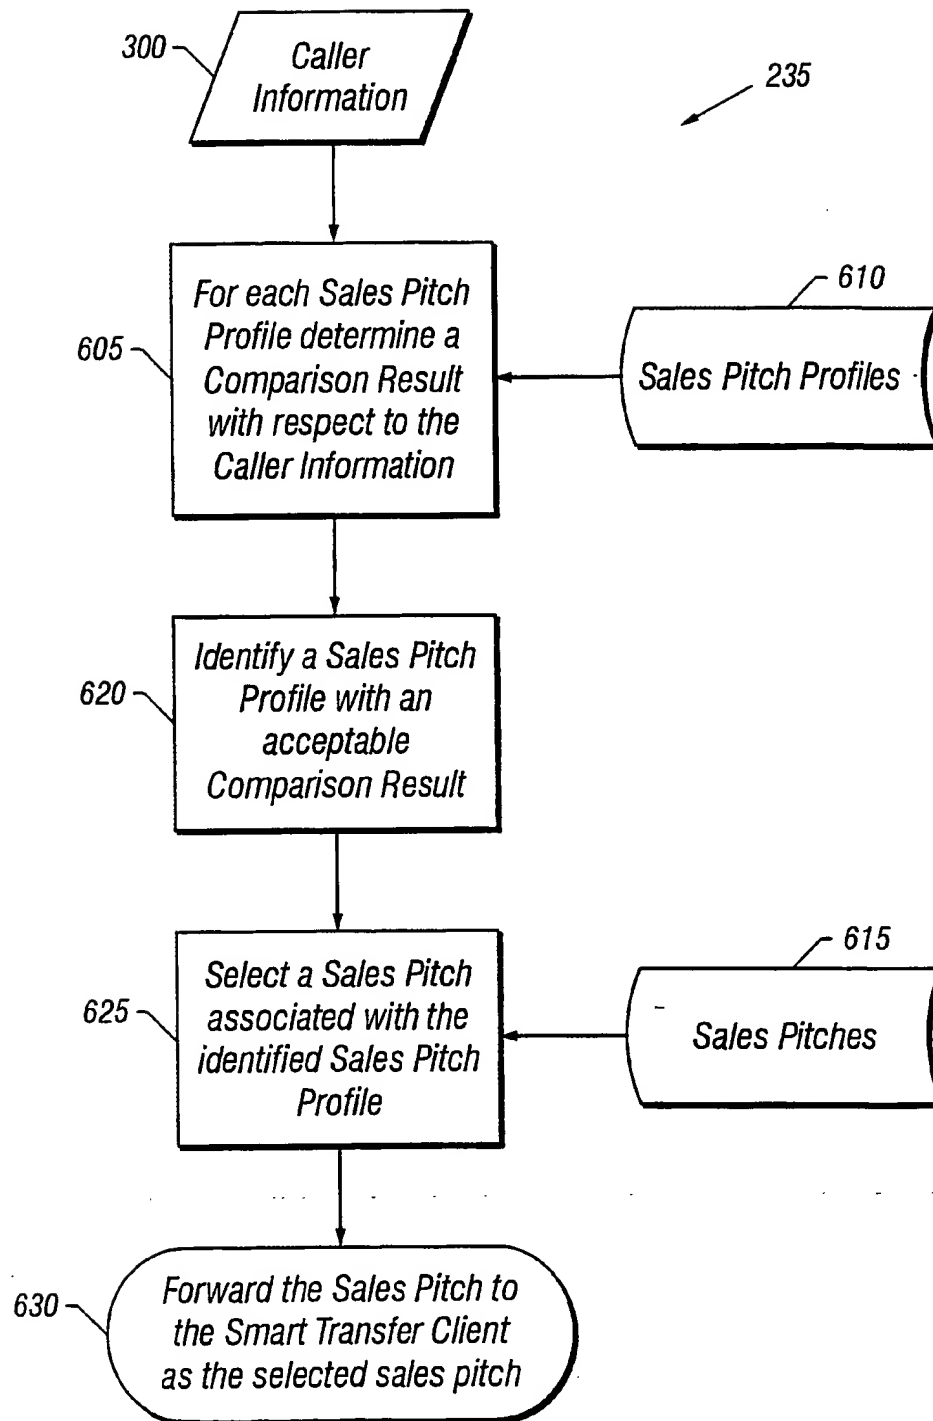 300
Caller
Information
235
605
For each Sales Pitch
Profile determine a
Comparison Result
with respect to the
Caller Information
610
Sales Pitch Profiles
620
Identify a Sales Pitch
Profile with an
acceptable
Comparison Result
625
Select a Sales Pitch
associated with the
identified Sales Pitch
Profile
615
Sales Pitches
630
Forward the Sales Pitch to
the Smart Transfer Client
as the selected sales pitch